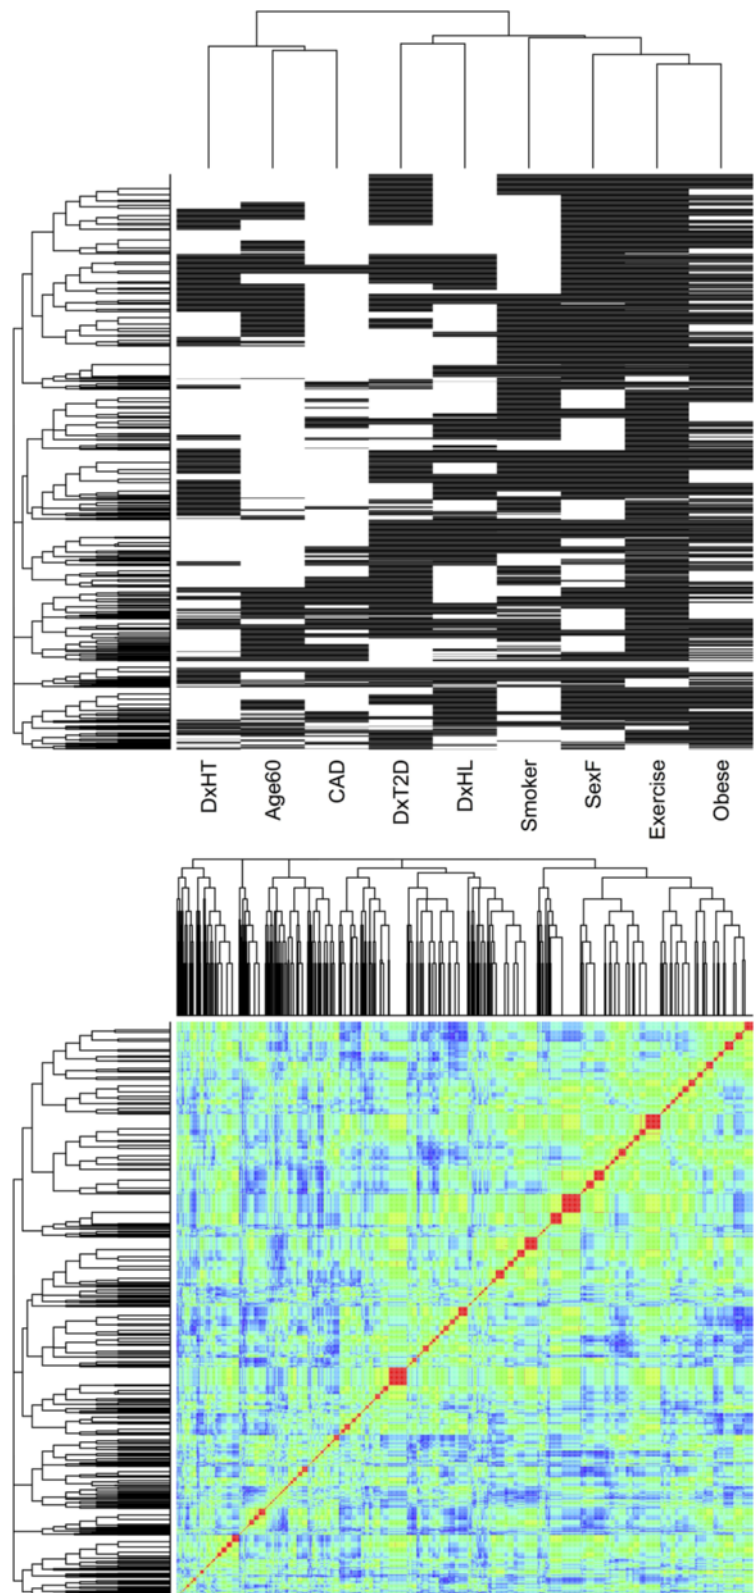 DxHT
Age60
CAD
DxT2D
DxHL
Smoker
SexF
Exercise
Obese